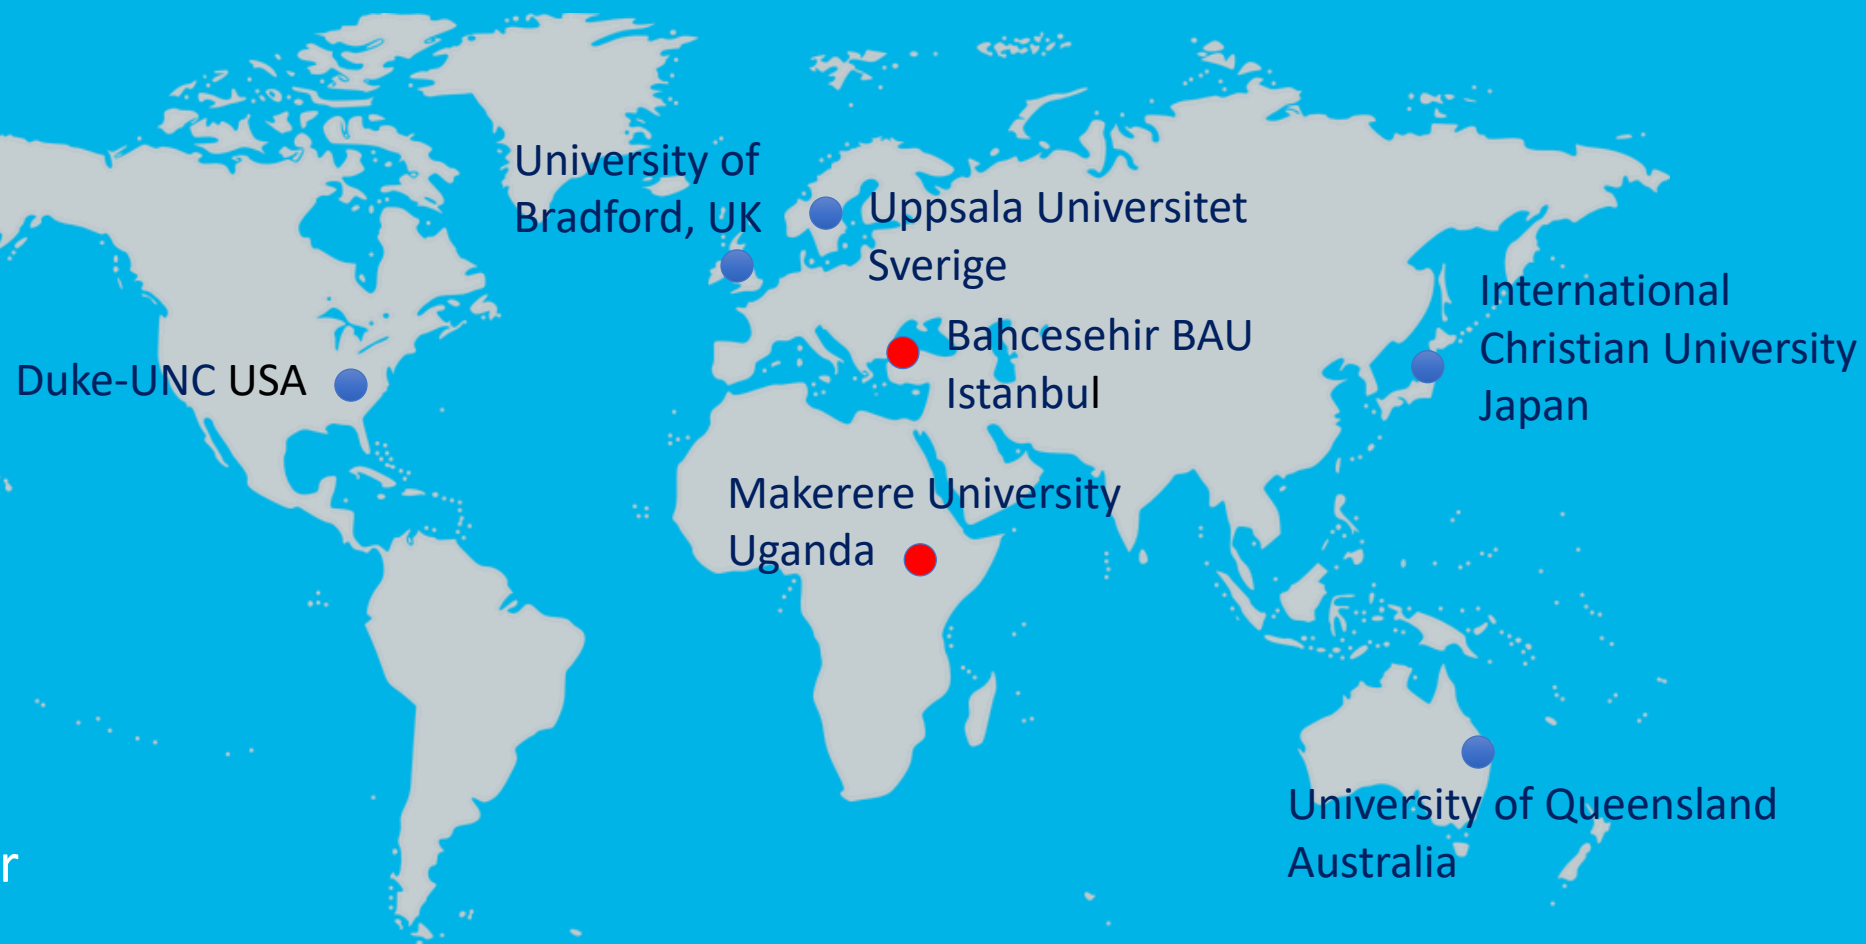 University of
Bradford, UK
Uppsala Universitet
Sverige
International
Christian University
Japan
Bahcesehir BAU
Istanbul
Duke-UNC USA
Makerere University
Uganda
University of Queensland
Australia
r